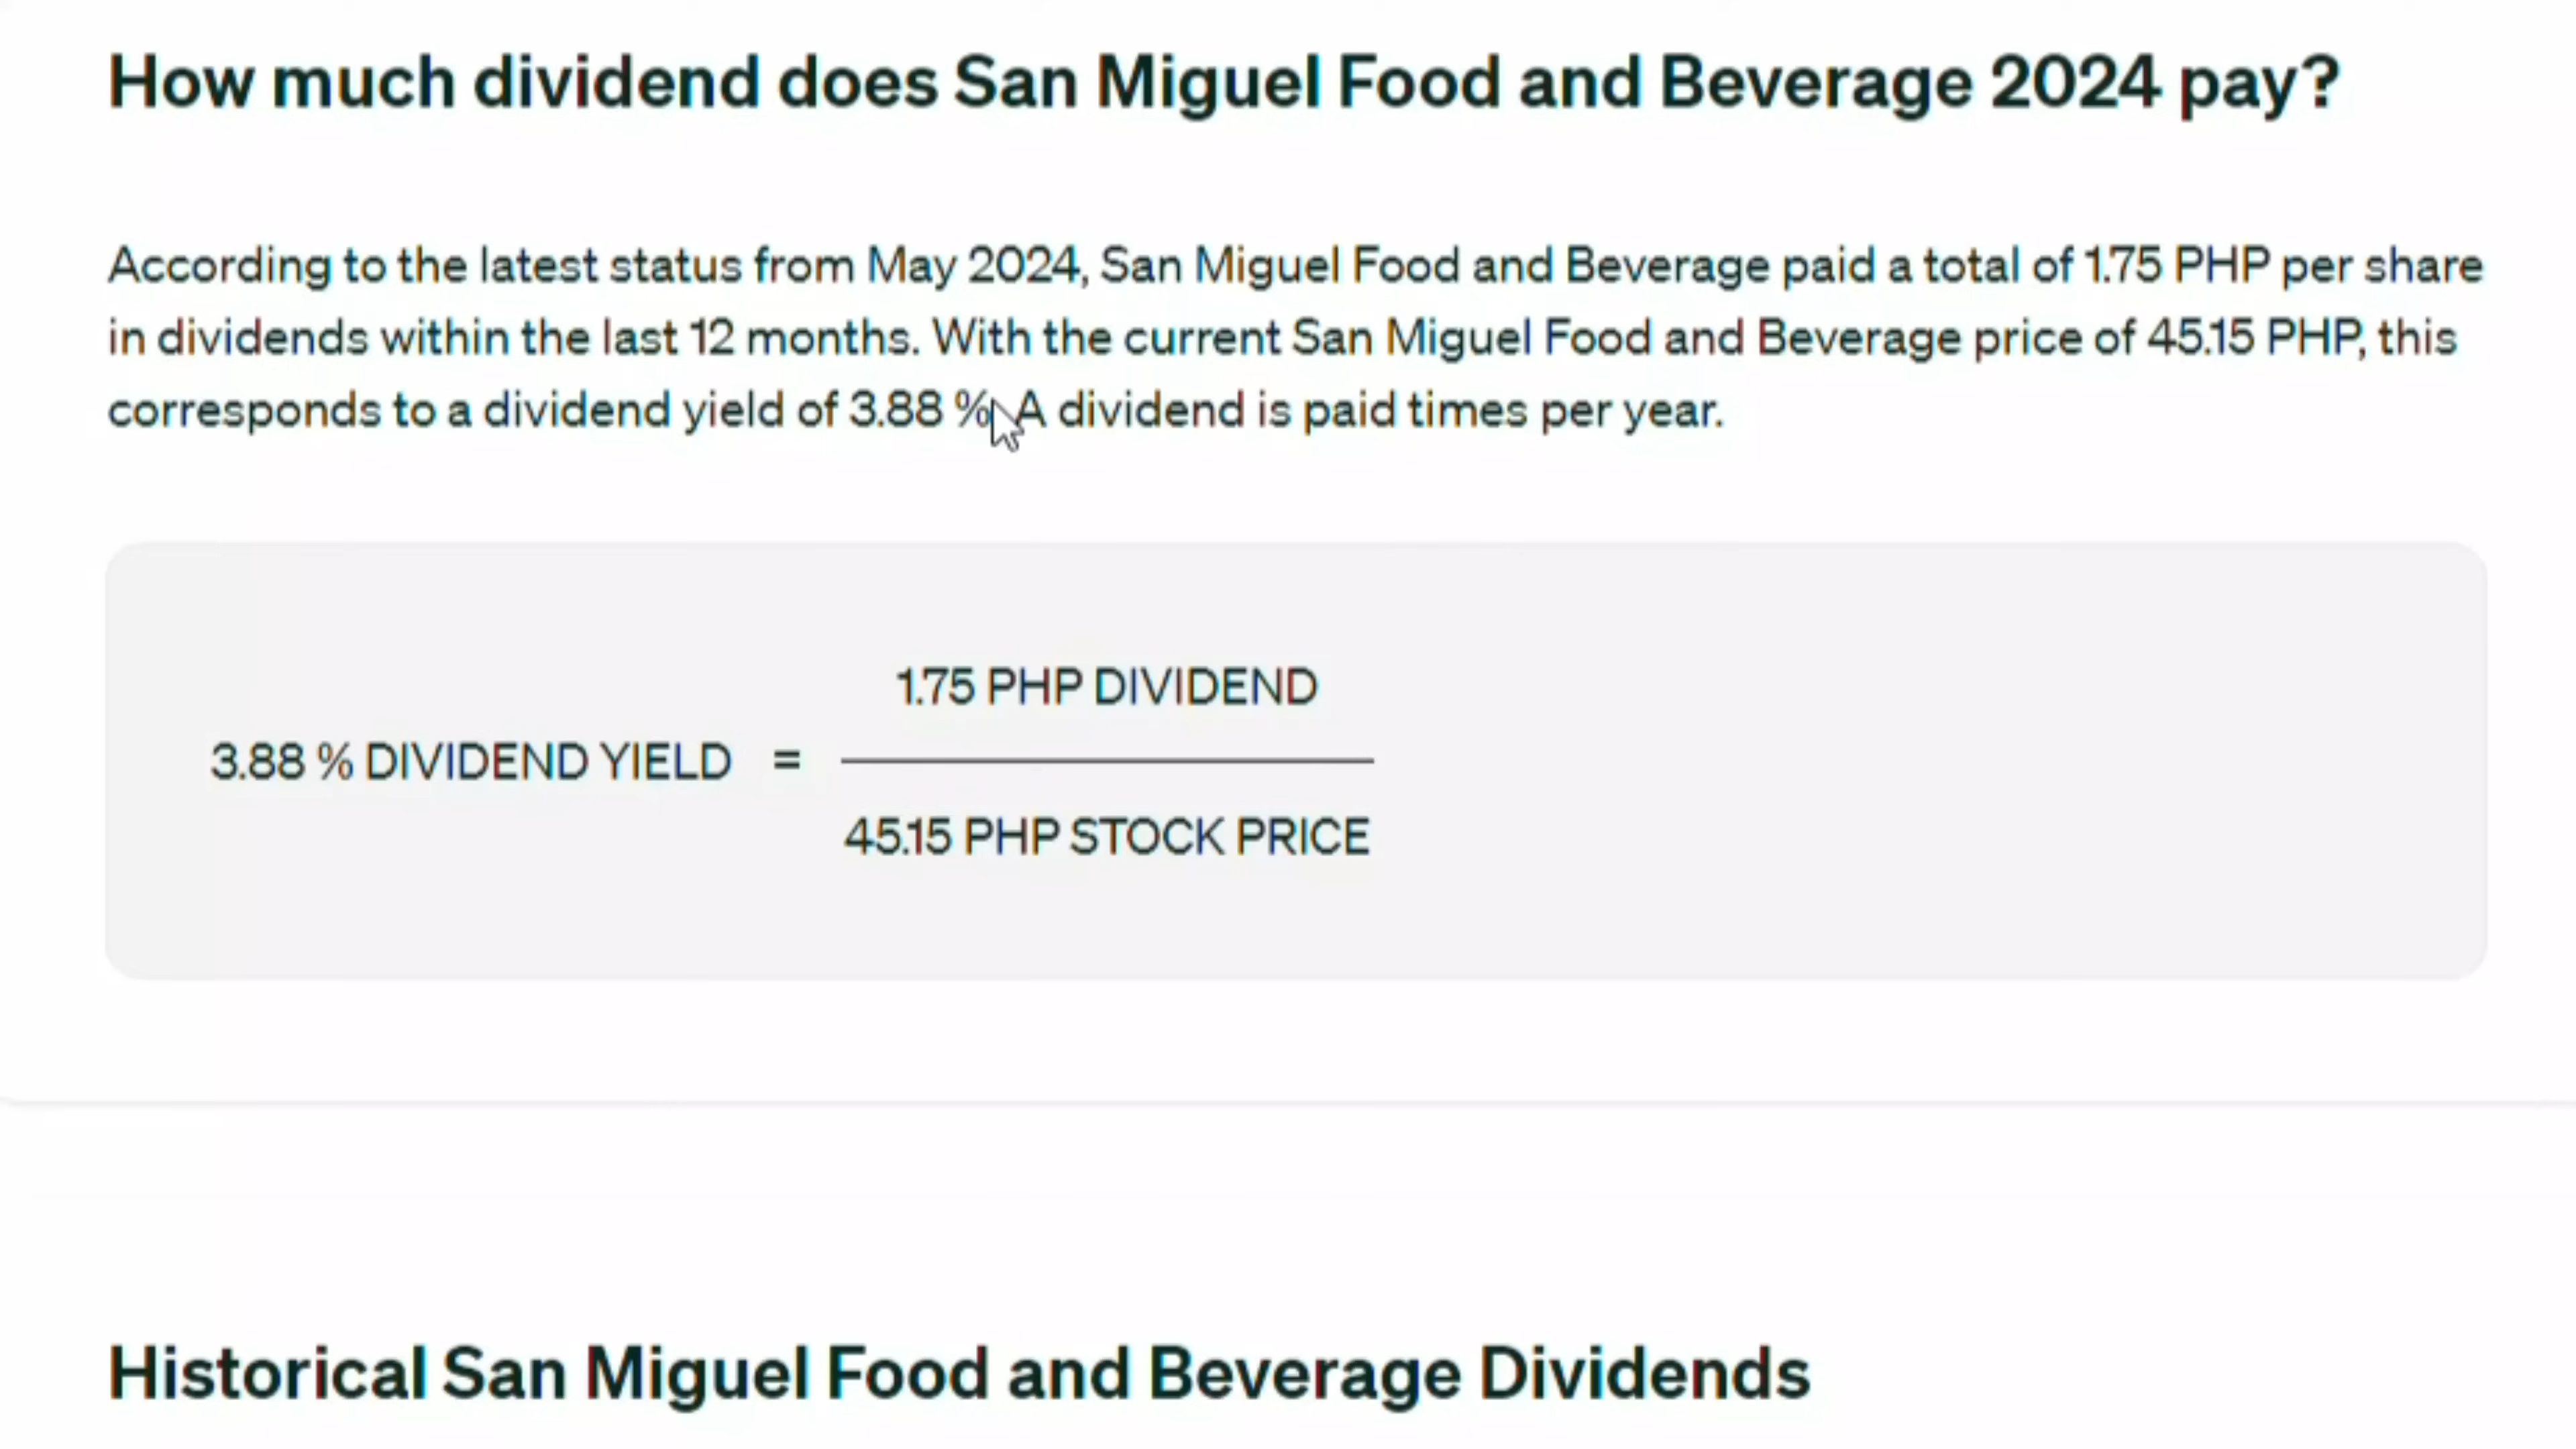 How much dividend does San Miguel Food and Beverage 2024 pay?
According to the latest status from May 2024, San Miguel Food and Beverage paid a total of 1.75 PHP per share
in dividends within the last 12 months. With the current San Miguel Food and Beverage price of 45.15 PHP, this
corresponds to a dividend yield of 3.88 %. A dividend is paid times per year.
1.75 PHP DIVIDEND
3.88 % DIVIDEND YIELD =
45.15 PHP STOCK PRICE
Historical San Miguel Food and Beverage Dividends